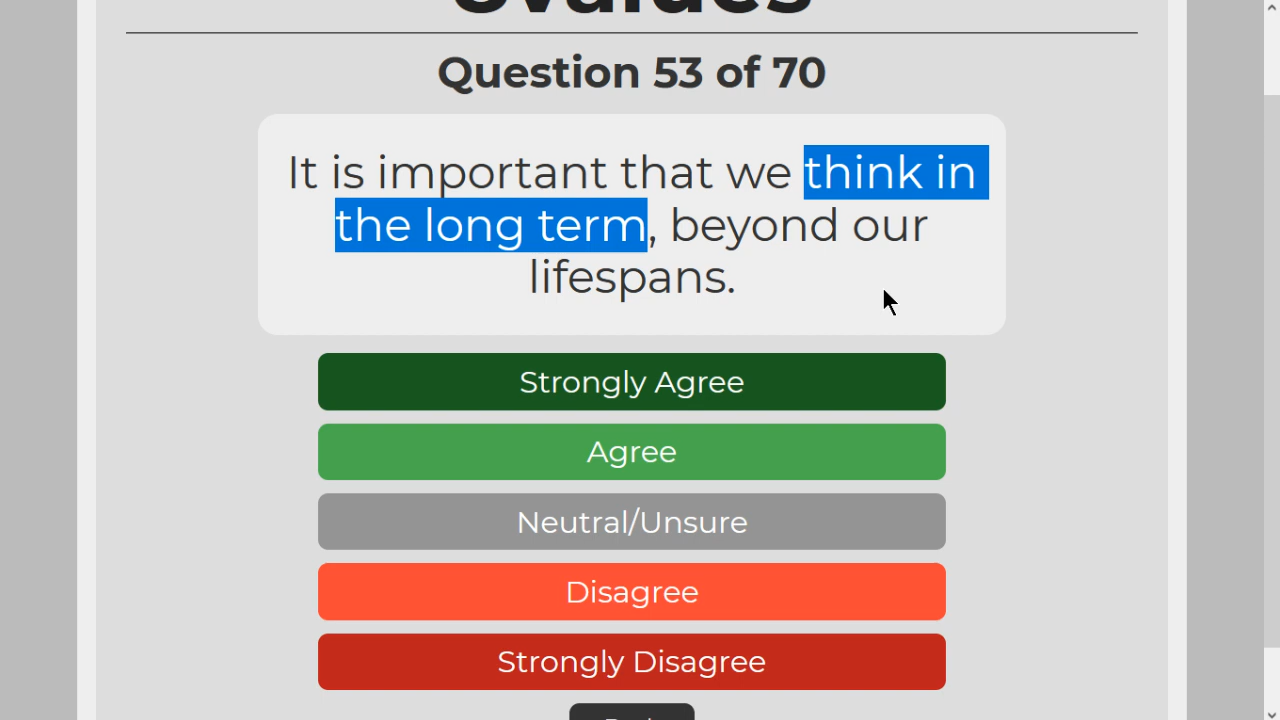 Question 53 of 70
It is important that we think in
the long term, beyond our
lifespans.
Strongly Agree
Agree
Neutral/Unsure
Disagree
Strongly Disagree